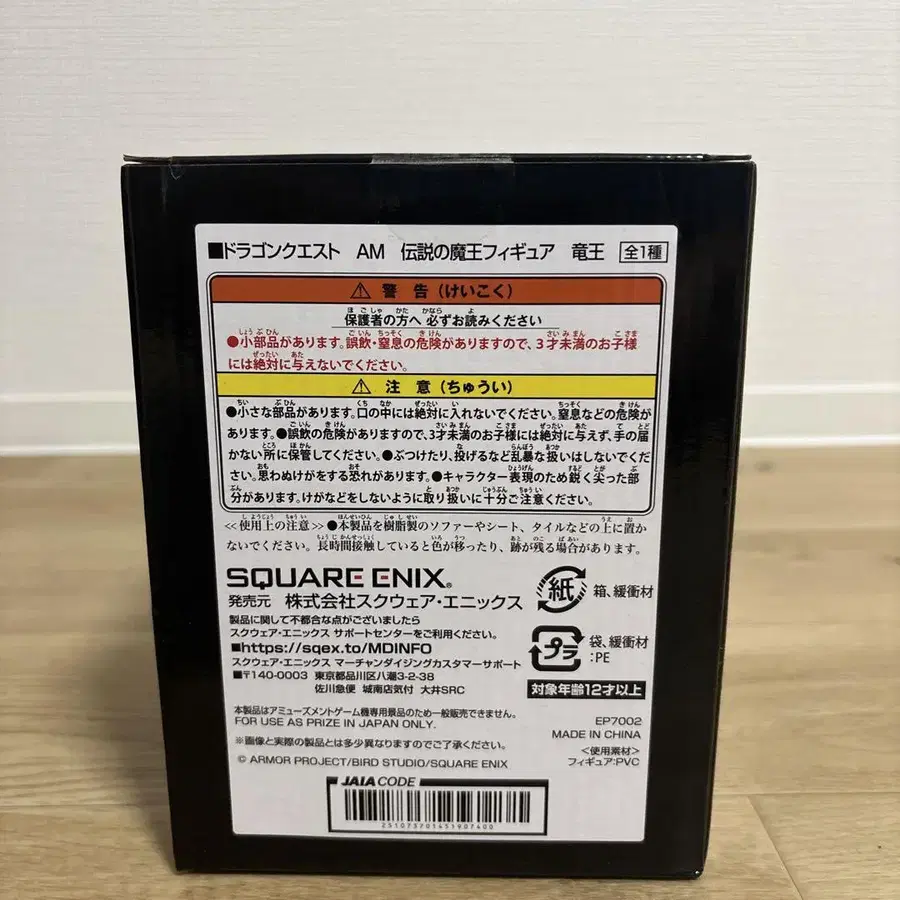 ■ドラゴンクエスト　AM　伝説の魔王フィギュア　竜王　全1種
⚠ 警告（けいこく）
保護者の方へ 必ずお読みください
●小部品があります。誤飲・窒息の危険がありますので、3才未満のお子様
には絶対に与えないでください。
⚠ 注意（ちゅうい）
●小さな部品があります。口の中には絶対に入れないでください。窒息などの危険が
あります。●誤飲の危険がありますので、3才未満のお子様には絶対に与えず、手の届
かない所に保管してください。●ぶつけたり、投げるなど乱暴な扱いはしないでくださ
い。思わぬけがをする恐れがあります。●キャラクター表現のため鋭く尖った部
分があります。けがなどをしないように取り扱いに十分ご注意ください。
≪使用上の注意≫●本製品を樹脂製のソファーやシート、タイルなどの上に置か
ないでください。長時間接触していると色が移ったり、跡が残る場合があります。
SQUARE ENIX®
発売元　株式会社スクウェア・エニックス
製品に関して不都合な点がございましたら
スクウェア・エニックス サポートセンターをご利用ください。
■https://sqex.to/MDINFO
スクウェア・エニックス マーチャンダイジングカスタマーサポート
■〒140-0003　東京都品川区八潮3-2-38
佐川急便　城南店気付　大井SRC
紙 箱、緩衝材
プラ 袋、緩衝材
:PE
対象年齢12才以上
本製品はアミューズメントゲーム機専用景品のため一般販売できません。
FOR USE AS PRIZE IN JAPAN ONLY.
※画像と実際の製品とは多少異なりますのでご了承ください。
© ARMOR PROJECT/BIRD STUDIO/SQUARE ENIX
EP7002
MADE IN CHINA
＜使用素材＞
フィギュア:PVC
JAIA CODE
251073701451907400